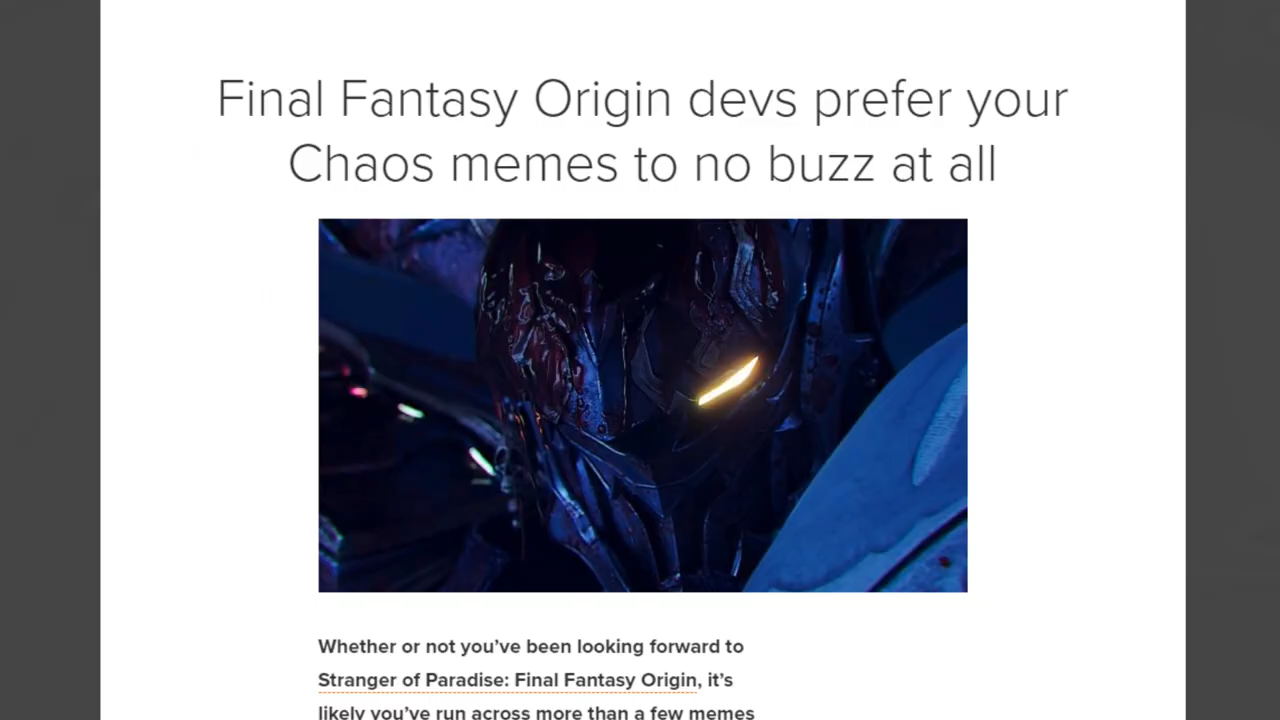 Final Fantasy Origin devs prefer your
Chaos memes to no buzz at all
Whether or not you’ve been looking forward to
Stranger of Paradise: Final Fantasy Origin, it’s
likely you’ve run across more than a few memes